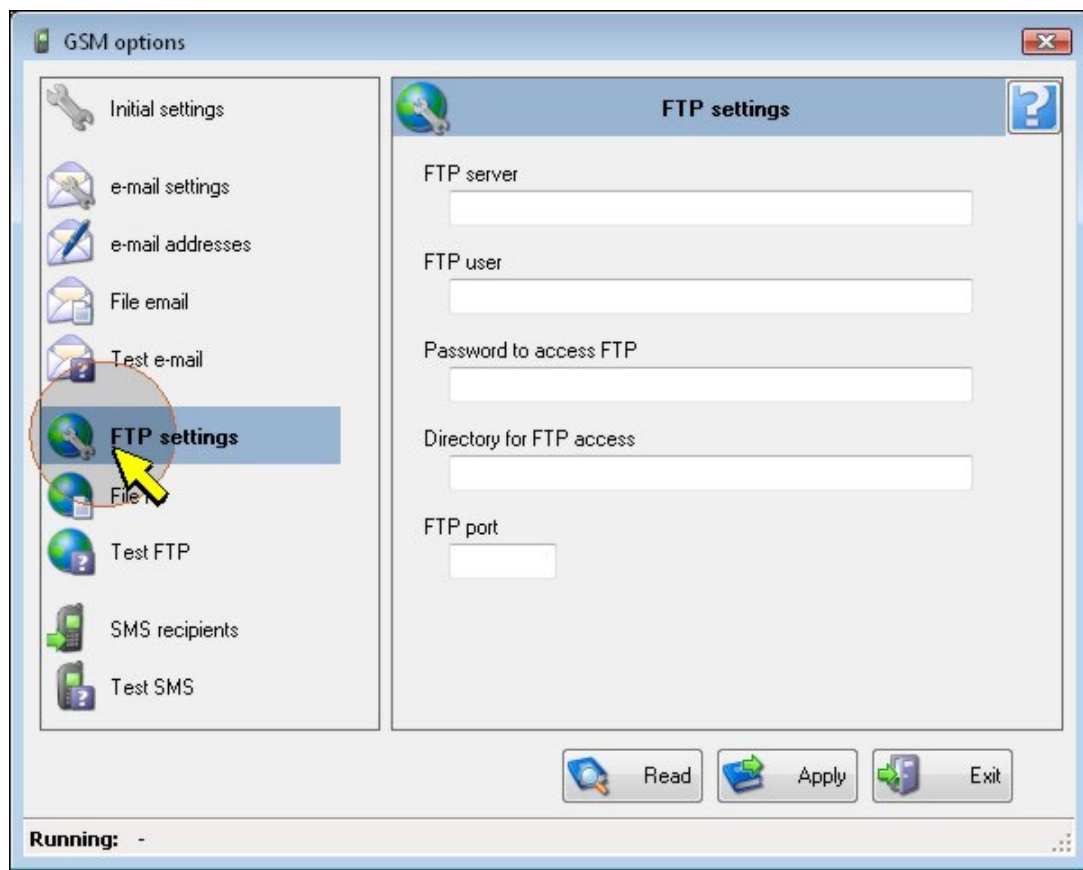 GSM options
Initial settings
e-mail settings
e-mail addresses
File email
Test e-mail
FTP settings
File
Test FTP
SMS recipients
Test SMS
FTP settings
FTP server
FTP user
Password to access FTP
Directory for FTP access
FTP port
Read
Apply
Exit
Running: -